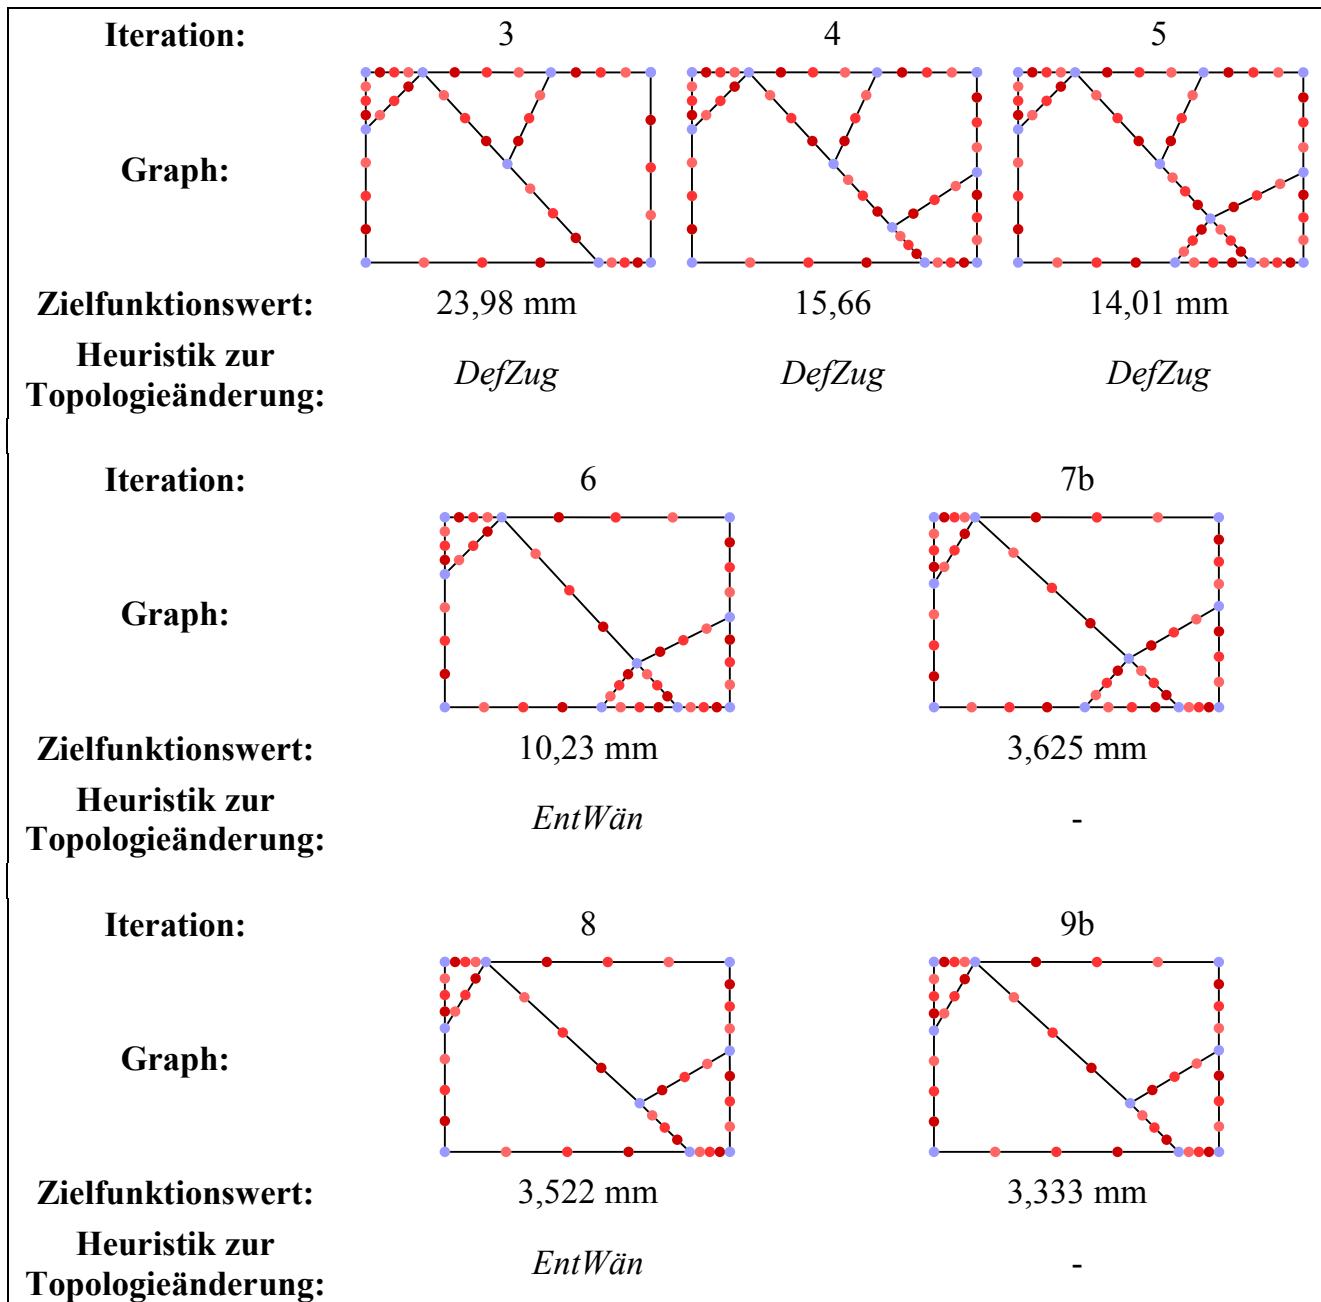 Iteration: 3 4 5
Graph:
Zielfunktionswert: 23,98 mm 15,66 14,01 mm
Heuristik zur
Topologieänderung: DefZug DefZug DefZug
Iteration: 6 7b
Graph:
Zielfunktionswert: 10,23 mm 3,625 mm
Heuristik zur
Topologieänderung: EntWän -
Iteration: 8 9b
Graph:
Zielfunktionswert: 3,522 mm 3,333 mm
Heuristik zur
Topologieänderung: EntWän -